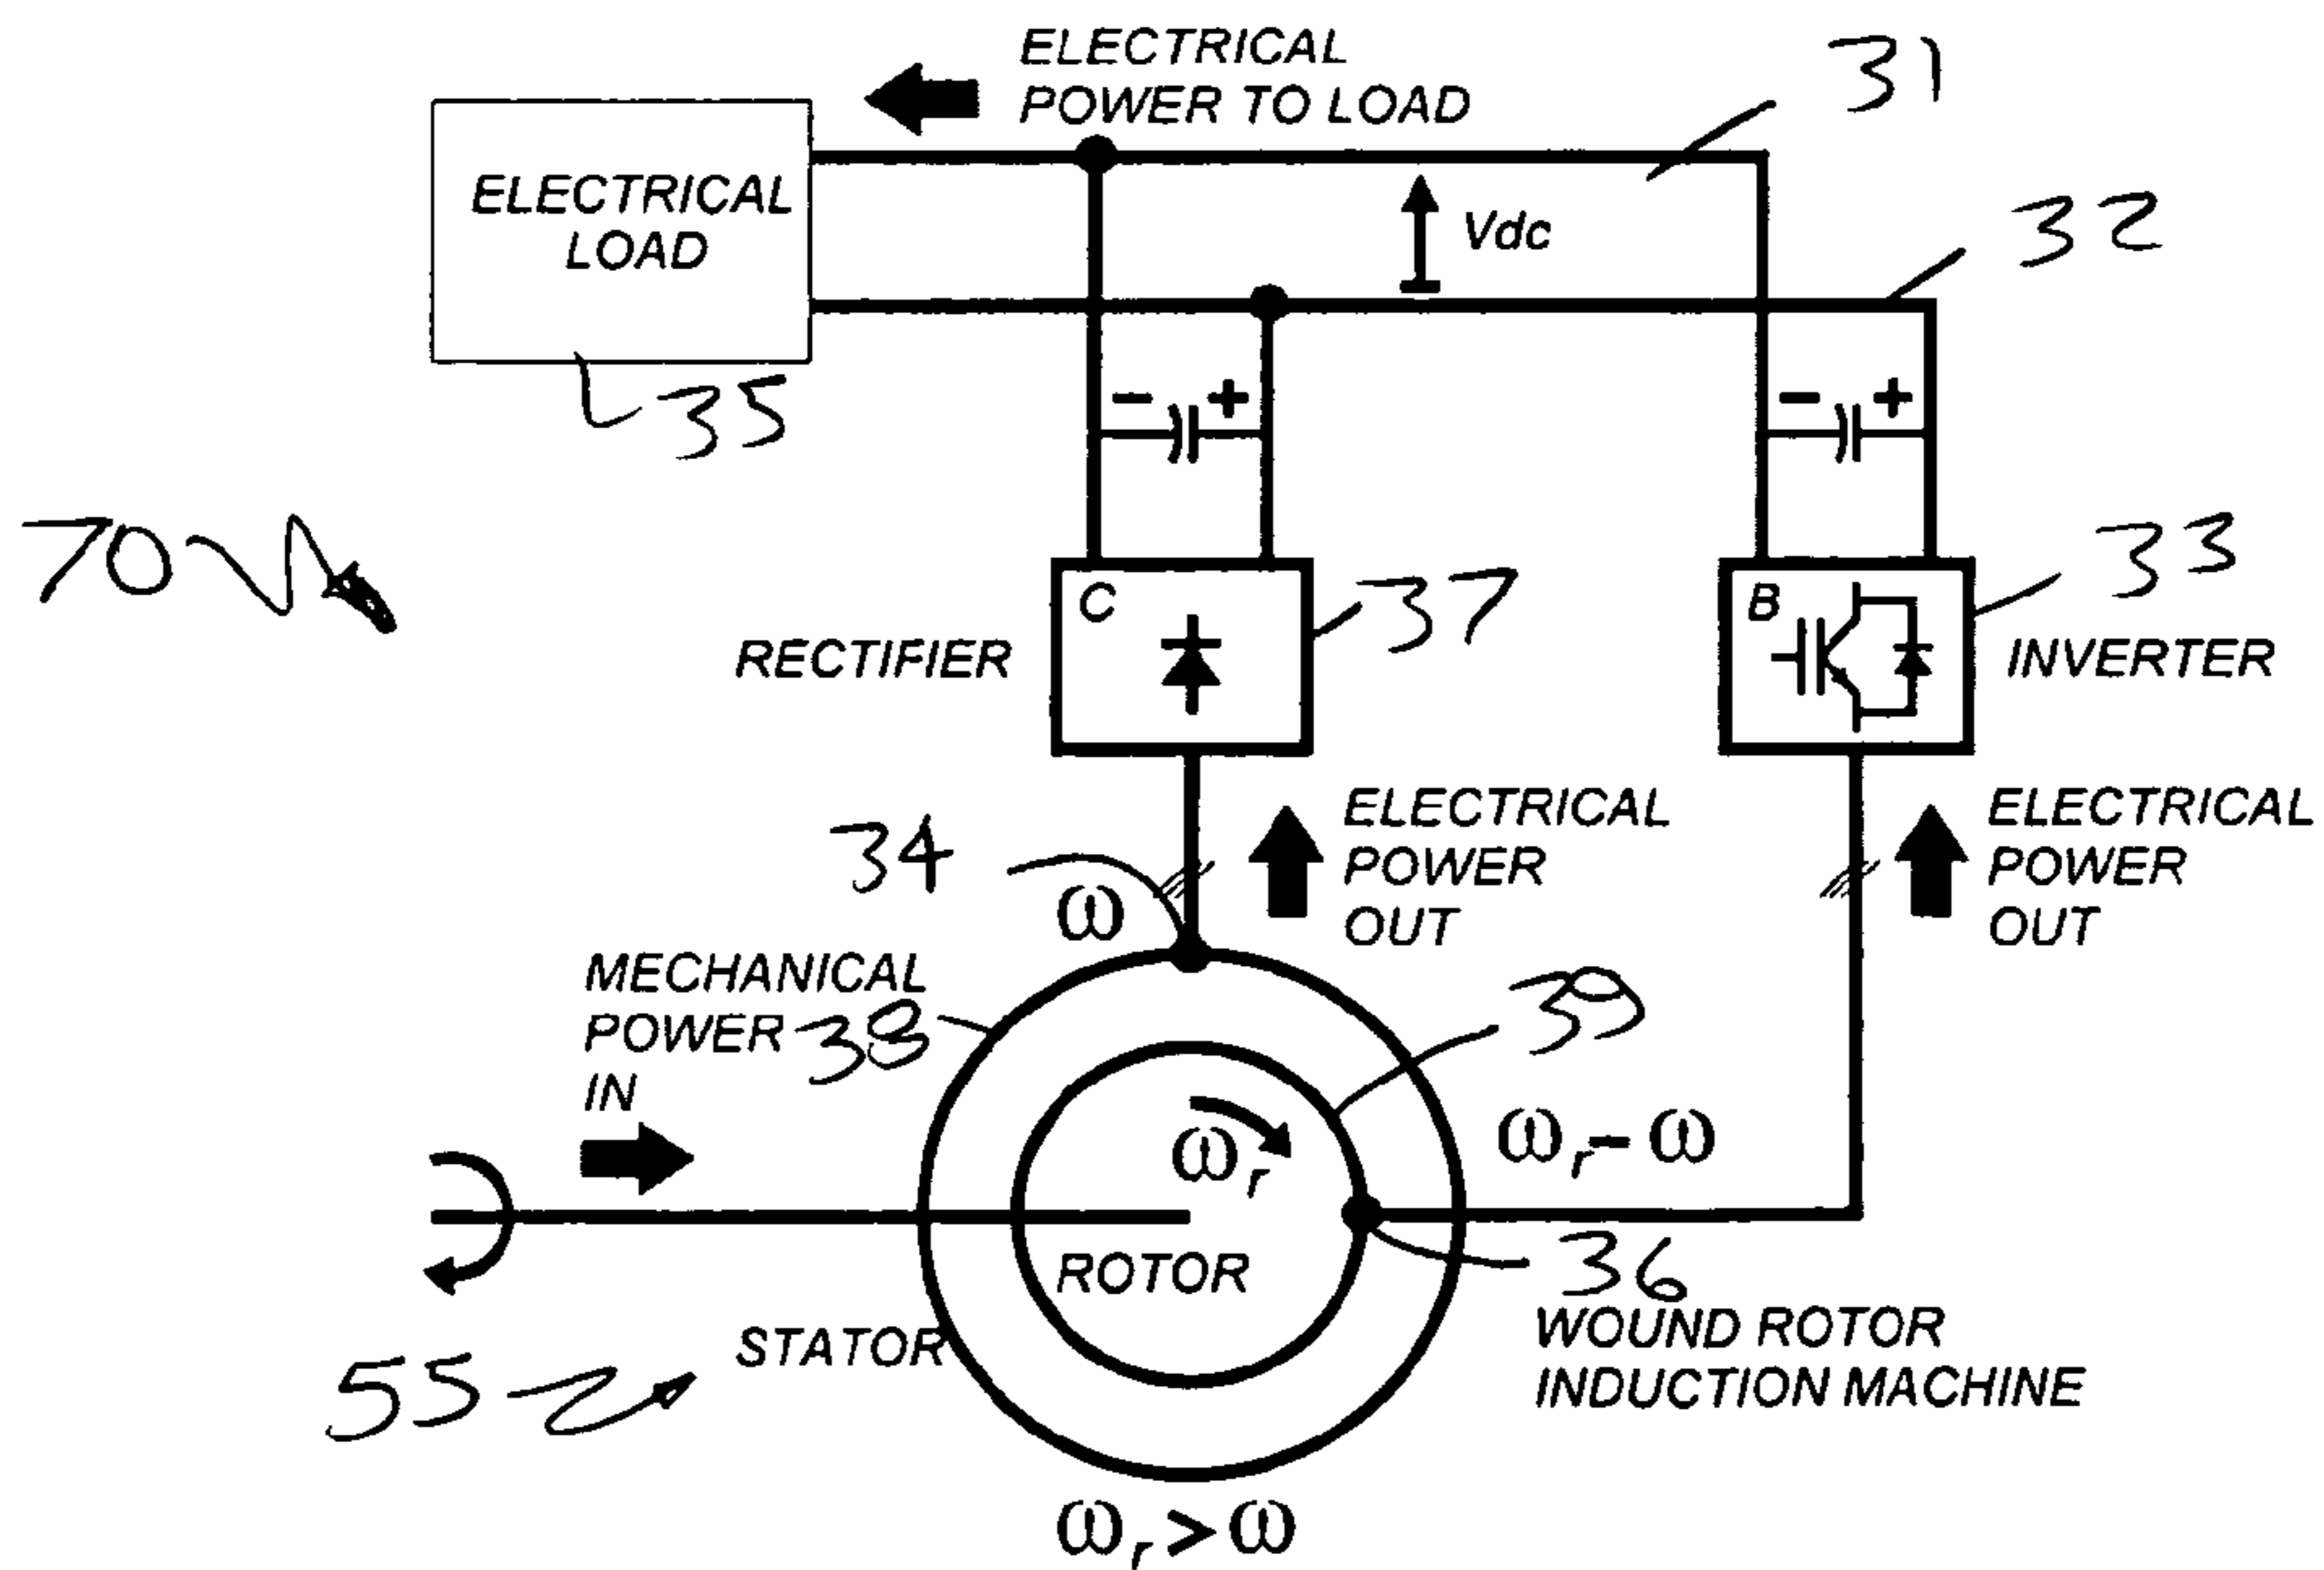 ELECTRICAL
POWER TO LOAD
31
ELECTRICAL
LOAD
Vdc
32
35
- +
- +
70
C
37
33
B
RECTIFIER
INVERTER
34
ω
ELECTRICAL
POWER
OUT
ELECTRICAL
POWER
OUT
MECHANICAL
POWER
IN
38
39
ωr
ωr- ω
ROTOR
36
STATOR
WOUND ROTOR
INDUCTION MACHINE
55
ωr > ω